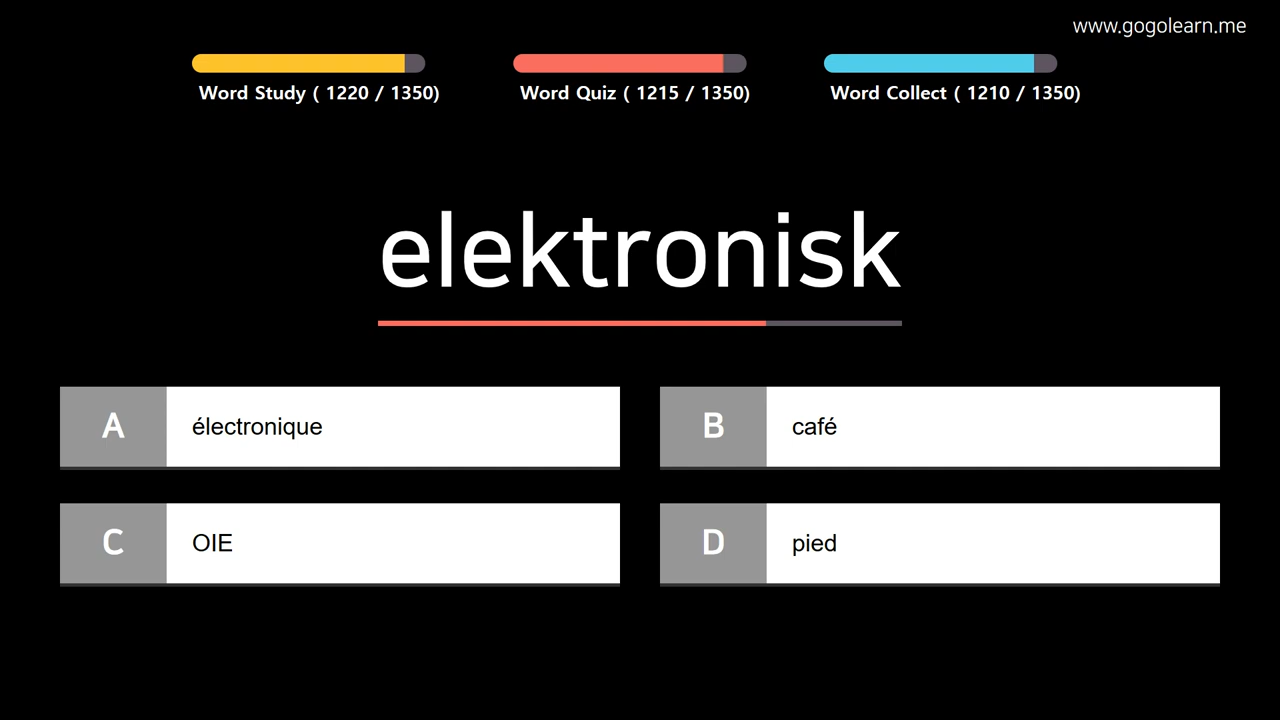 www.gogolearn.me
Word Study ( 1220 / 1350)
Word Quiz ( 1215 / 1350)
Word Collect ( 1210 / 1350)
elektronisk
A électronique
B café
C OIE
D pied